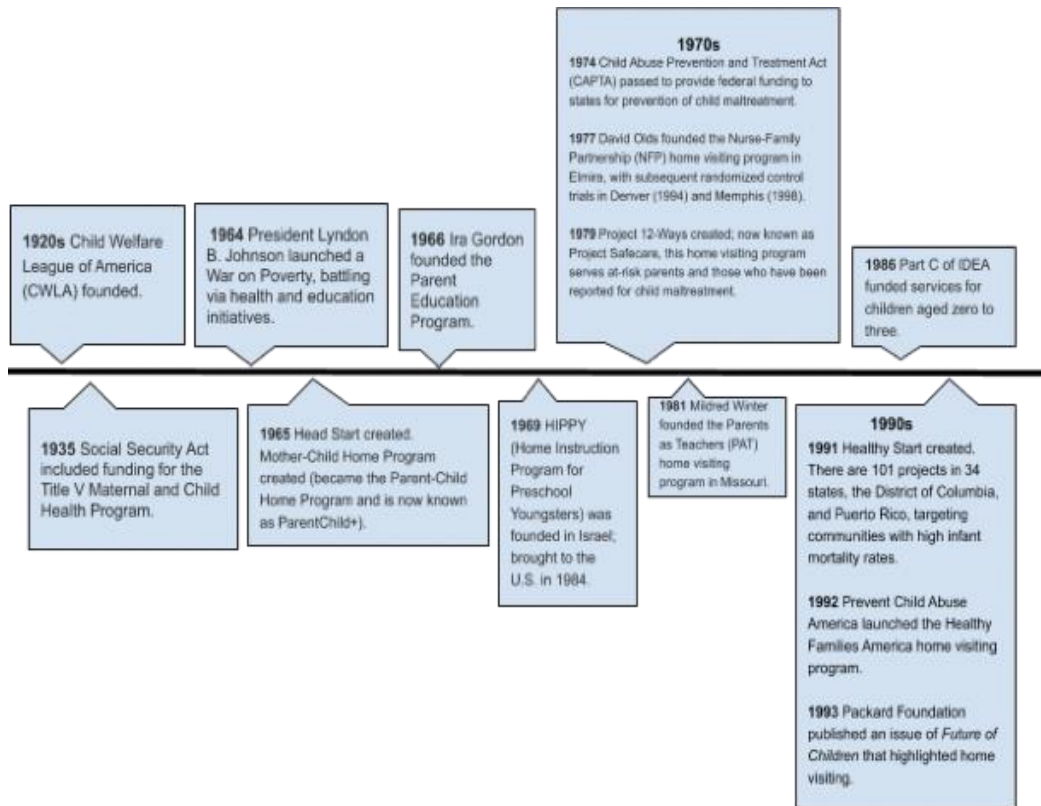 1920s Child Welfare
League of America
(CWLA) founded.
1935 Social Security Act
included funding for the
Title V Maternal and Child
Health Program.
1964 President Lyndon
B. Johnson launched a
War on Poverty, battling
via health and education
initiatives.
1965 Head Start created.
Mother-Child Home Program
created (became the Parent-Child
Home Program and is now known
as ParentChild+).
1966 Ira Gordon
founded the
Parent
Education
Program.
1969 HIPPY
(Home Instruction
Program for
Preschool
Youngsters) was
founded in Israel;
brought to the
U.S. in 1984.
1970s
1974 Child Abuse Prevention and Treatment Act
(CAPTA) passed to provide federal funding to
states for prevention of child maltreatment.
1977 David Olds founded the Nurse-Family
Partnership (NFP) home visiting program in
Elmira, with subsequent randomized control
trials in Denver (1994) and Memphis (1998).
1979 Project 12-Ways created; now known as
Project Safecare, this home visiting program
serves at-risk parents and those who have been
reported for child maltreatment.
1981 Mildred Winter
founded the Parents
as Teachers (PAT)
home visiting
program in Missouri.
1986 Part C of IDEA
funded services for
children aged zero to
three.
1990s
1991 Healthy Start created.
There are 101 projects in 34
states, the District of Columbia,
and Puerto Rico, targeting
communities with high infant
mortality rates.
1992 Prevent Child Abuse
America launched the Healthy
Families America home visiting
program.
1993 Packard Foundation
published an issue of Future of
Children that highlighted home
visiting.